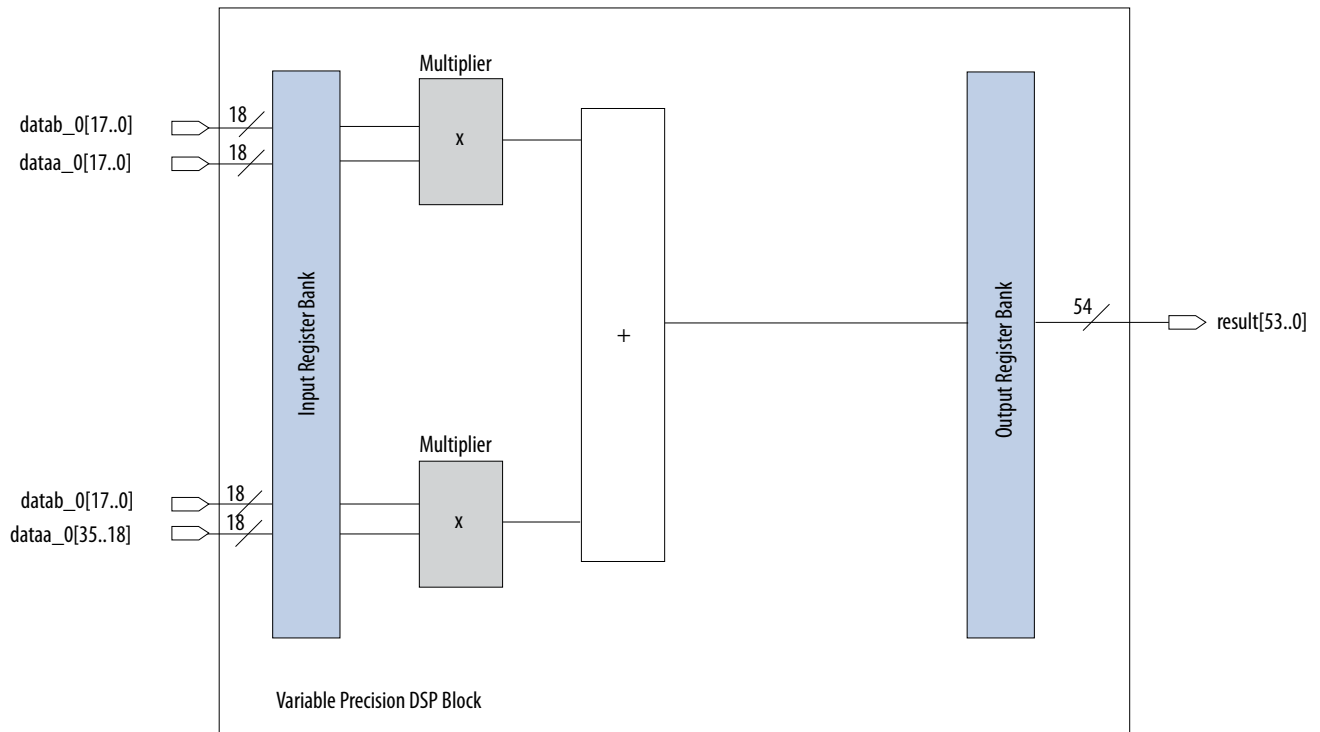 Multiplier
datab_0[17..0]
18
x
dataa_0[17..0]
18
Input Register Bank
+
Output Register Bank
54
result[53..0]
Multiplier
datab_0[17..0]
18
x
dataa_0[35..18]
18
Variable Precision DSP Block